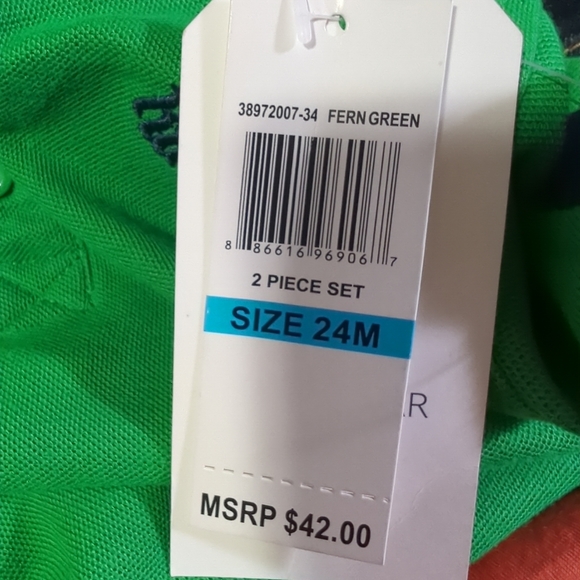 38972007-34 FERN GREEN
8 86616 96906 7
2 PIECE SET
SIZE 24M
MSRP $42.00